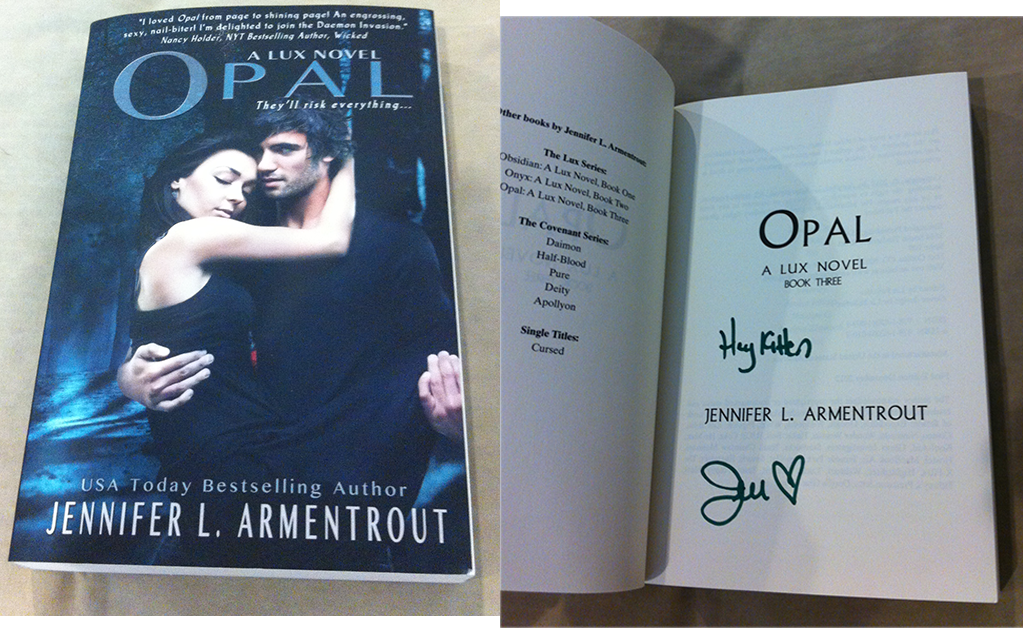 "I loved Opal from page to shining page! An engrossing,
sexy, nail-biter! I'm delighted to join the Daemon Invasion."
Nancy Holder, NYT Bestselling Author, Wicked
A LUX NOVEL
OPAL
They'll risk everything...
USA Today Bestselling Author
JENNIFER L. ARMENTROUT
Other books by Jennifer L. Armentrout:
The Lux Series:
Obsidian: A Lux Novel, Book One
Onyx: A Lux Novel, Book Two
Opal: A Lux Novel, Book Three
The Covenant Series:
Daimon
Half-Blood
Pure
Deity
Apollyon
Single Titles:
Cursed
OPAL
A LUX NOVEL
BOOK THREE
Hey Kitten
JENNIFER L. ARMENTROUT
Jen